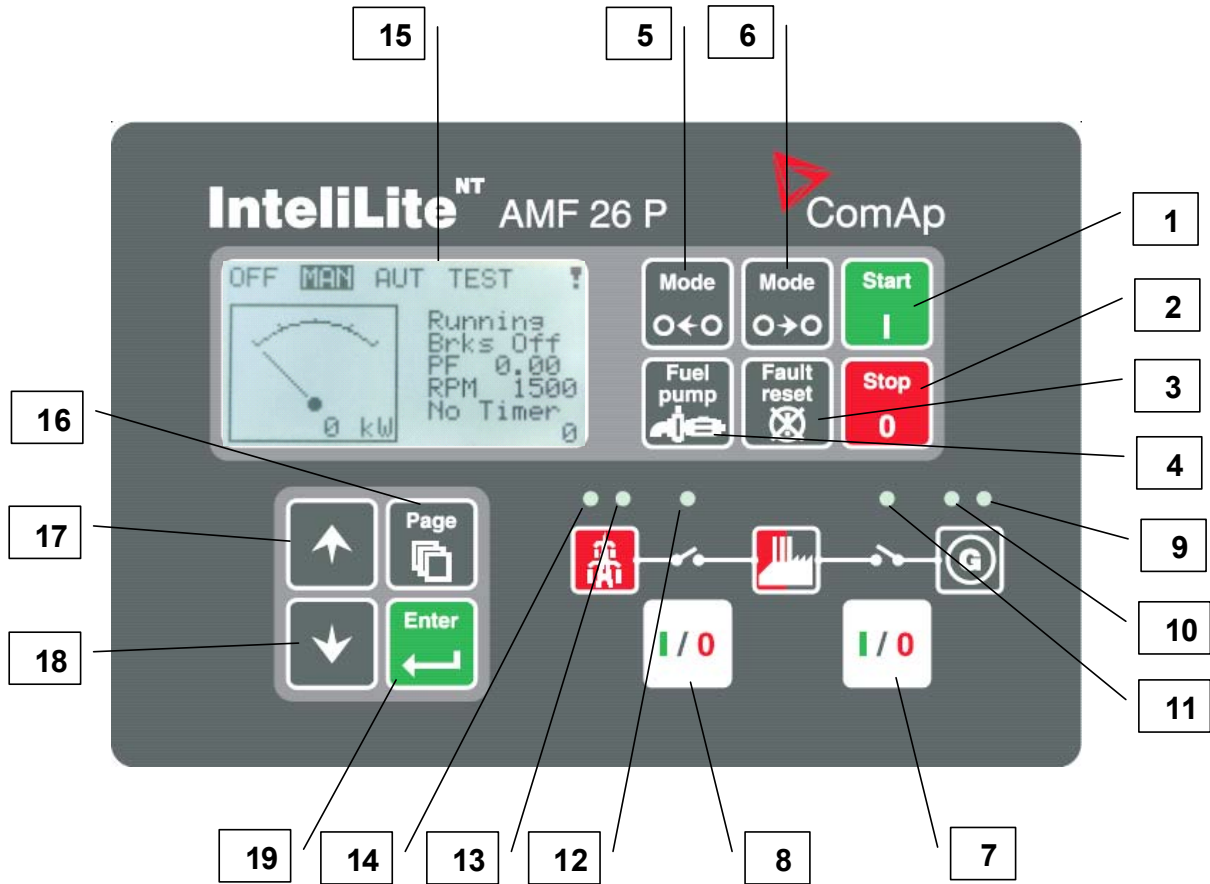 15
5
6
InteliLite NT AMF 26 P
ComAp
OFF MAN AUT TEST !
Running
Brks Off
PF 0.00
RPM 1500
No Timer
0 kW
0
Mode
Mode
Start
I
Fuel pump
Fault reset
Stop
0
1
2
3
4
16
17
18
Page
Enter
G
9
10
11
I / 0
I / 0
19
14
13
12
8
7